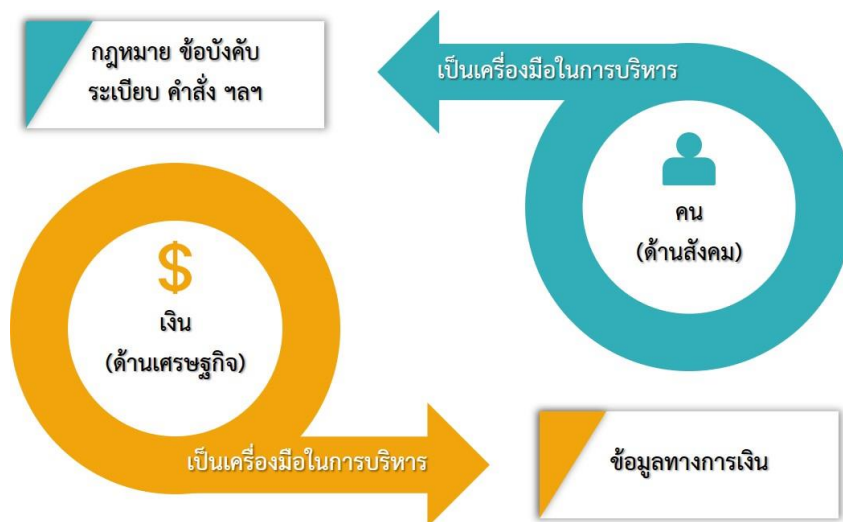 กฎหมาย ข้อบังคับ
ระเบียบ คำสั่ง ฯลฯ
เป็นเครื่องมือในการบริหาร
คน
(ด้านสังคม)
$
เงิน
(ด้านเศรษฐกิจ)
เป็นเครื่องมือในการบริหาร
ข้อมูลทางการเงิน